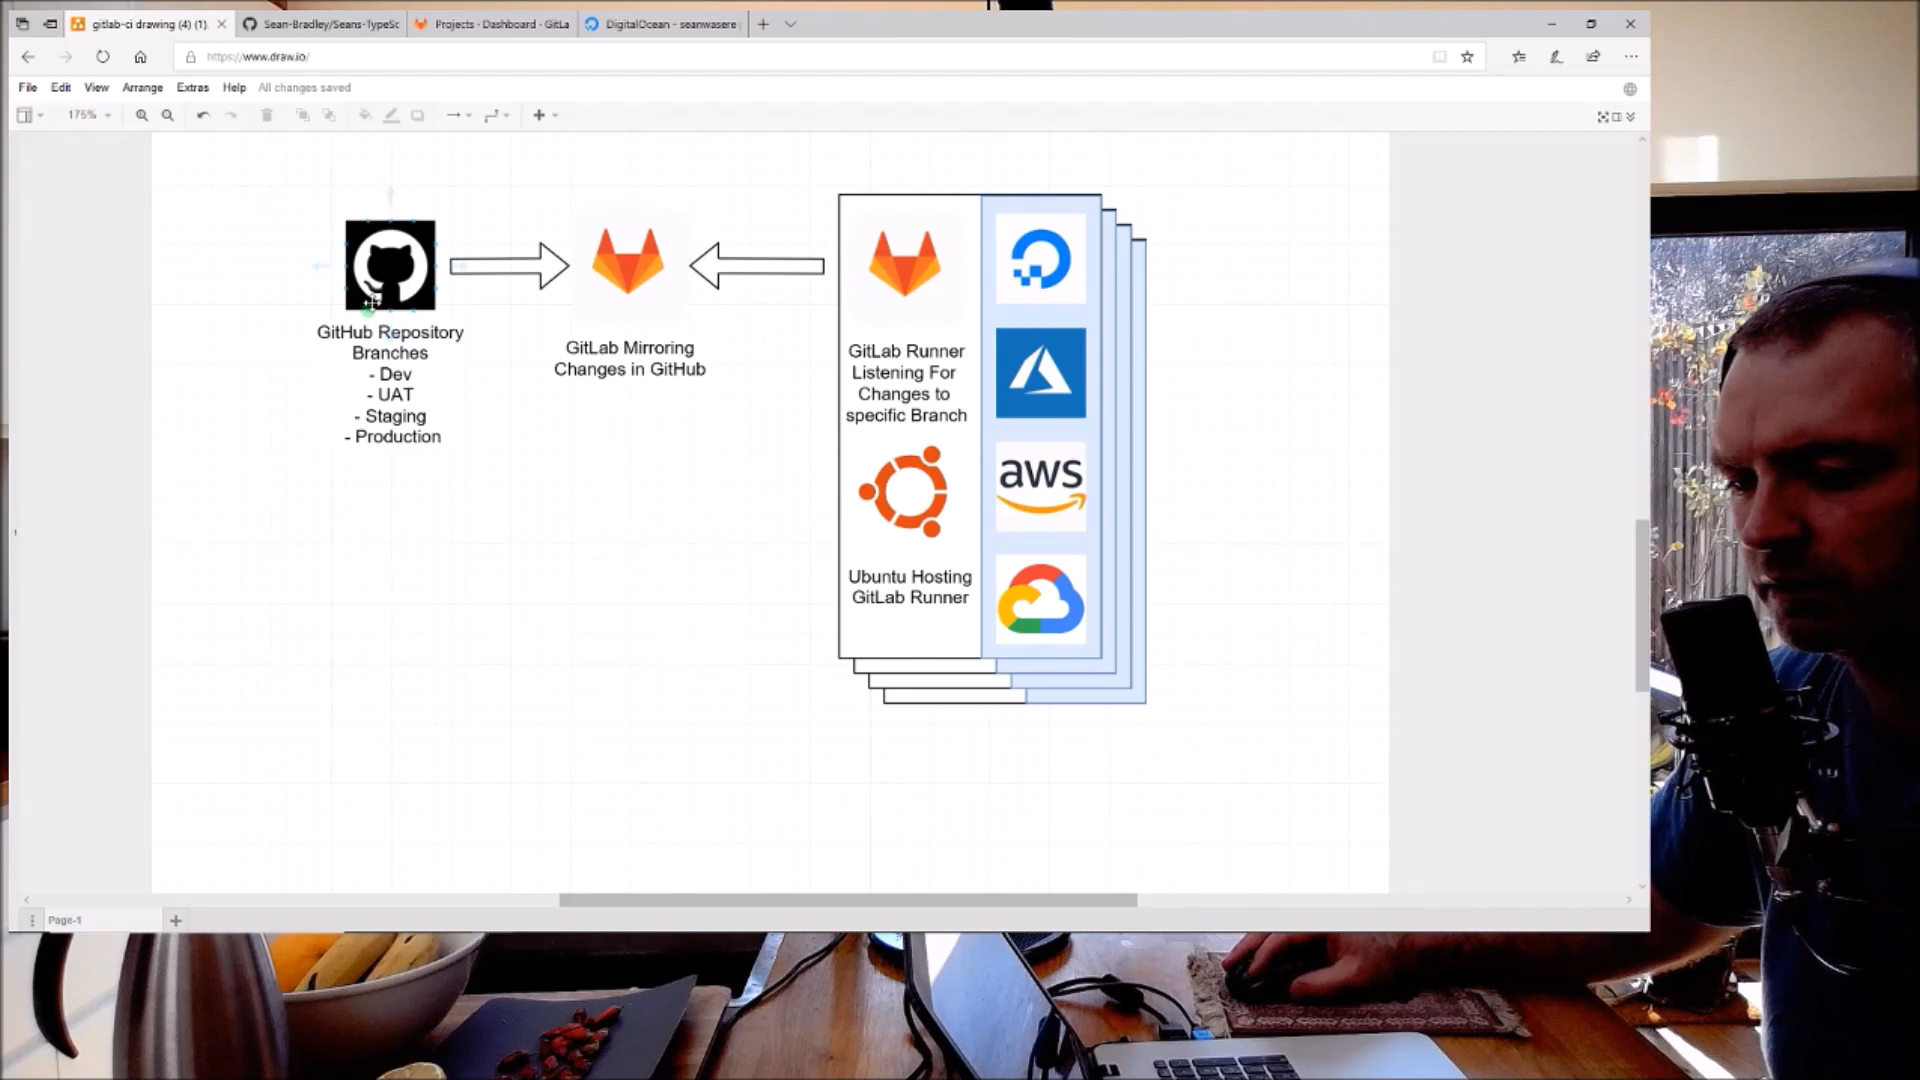 gitlab-ci drawing (4) (1).
Sean-Bradley/Seans-TypeSc
Projects · Dashboard · GitLa
DigitalOcean - seanwasere
https://www.draw.io/
File Edit View Arrange Extras Help All changes saved
175%
GitHub Repository
Branches
- Dev
- UAT
- Staging
- Production
GitLab Mirroring
Changes in GitHub
GitLab Runner
Listening For
Changes to
specific Branch
Ubuntu Hosting
GitLab Runner
aws
Page-1